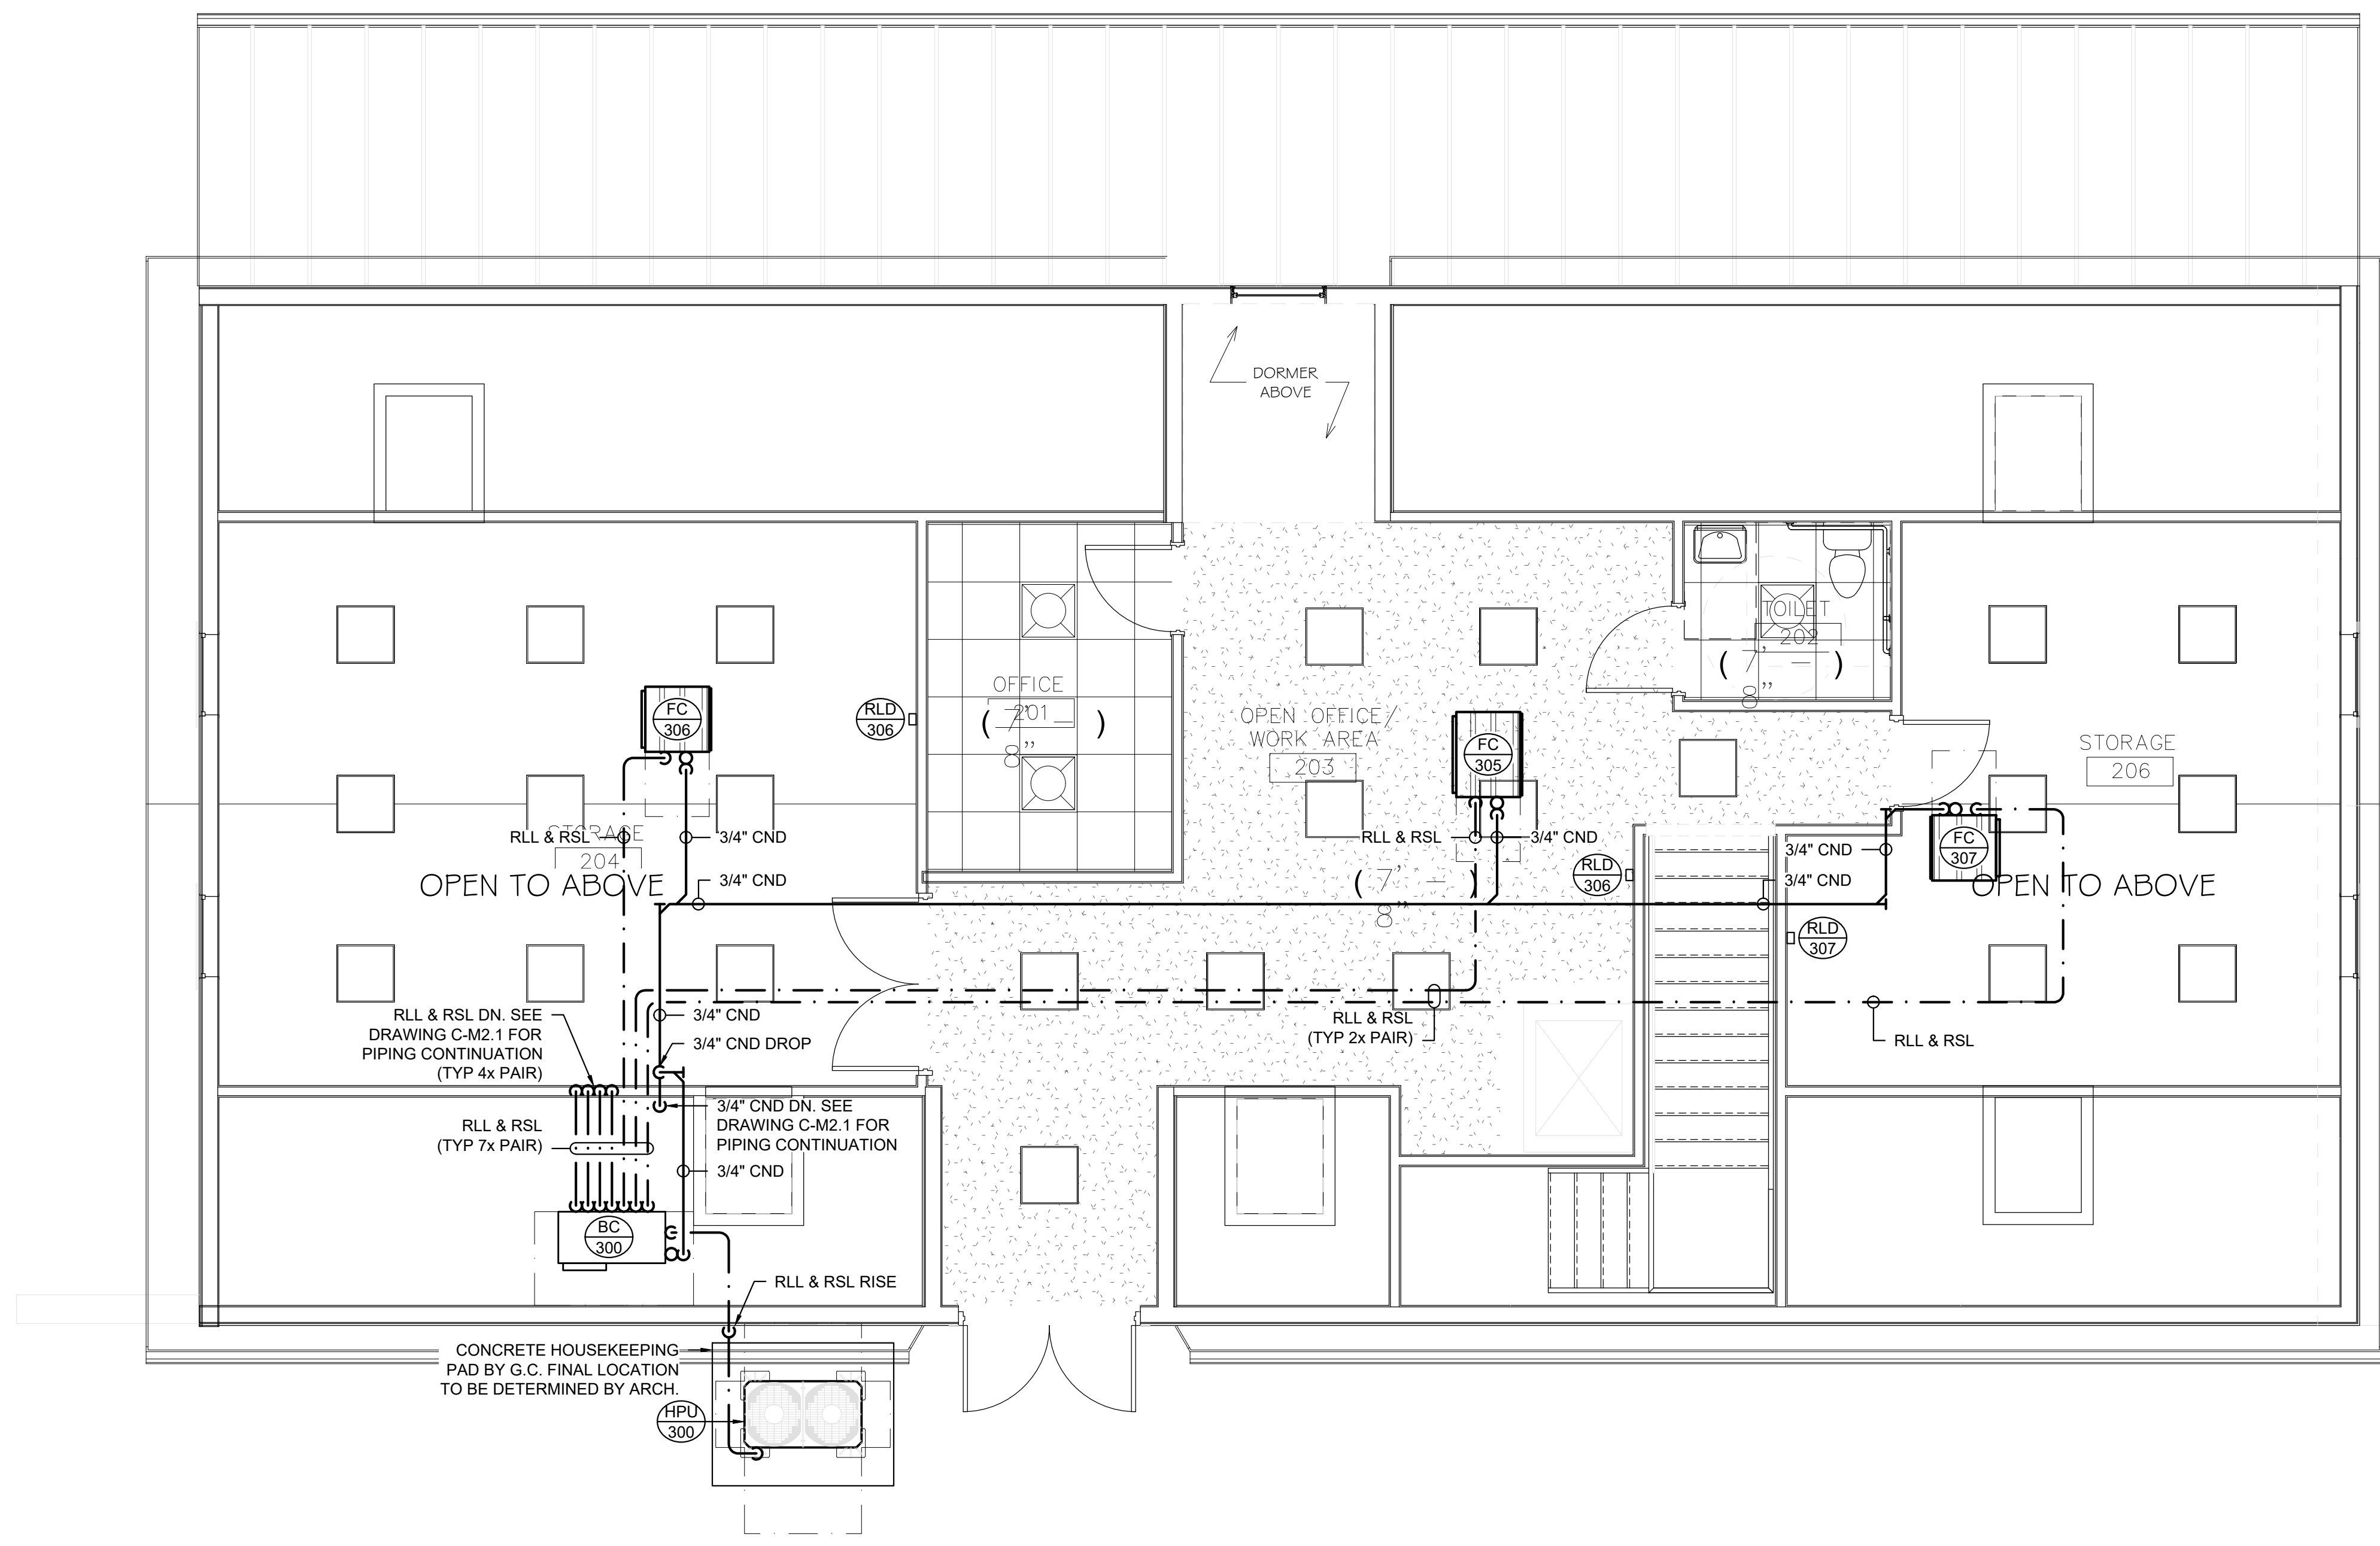 DORMER
ABOVE
OFFICE
201
( 7' 8" )
TOILET
202
( 7' - 8" )
FC
306
RLD
306
OPEN OFFICE/
WORK AREA
203
FC
305
STORAGE
206
RLL & RSL
3/4" CND
STORAGE
204
OPEN TO ABOVE
3/4" CND
RLL & RSL
3/4" CND
RLD
306
( 7' - 8" )
3/4" CND
3/4" CND
FC
307
OPEN TO ABOVE
RLD
307
RLL & RSL DN. SEE
DRAWING C-M2.1 FOR
PIPING CONTINUATION
(TYP 4x PAIR)
3/4" CND
3/4" CND DROP
RLL & RSL
(TYP 2x PAIR)
RLL & RSL
3/4" CND DN. SEE
DRAWING C-M2.1 FOR
PIPING CONTINUATION
RLL & RSL
(TYP 7x PAIR)
3/4" CND
BC
300
RLL & RSL RISE
CONCRETE HOUSEKEEPING
PAD BY G.C. FINAL LOCATION
TO BE DETERMINED BY ARCH.
HPU
300